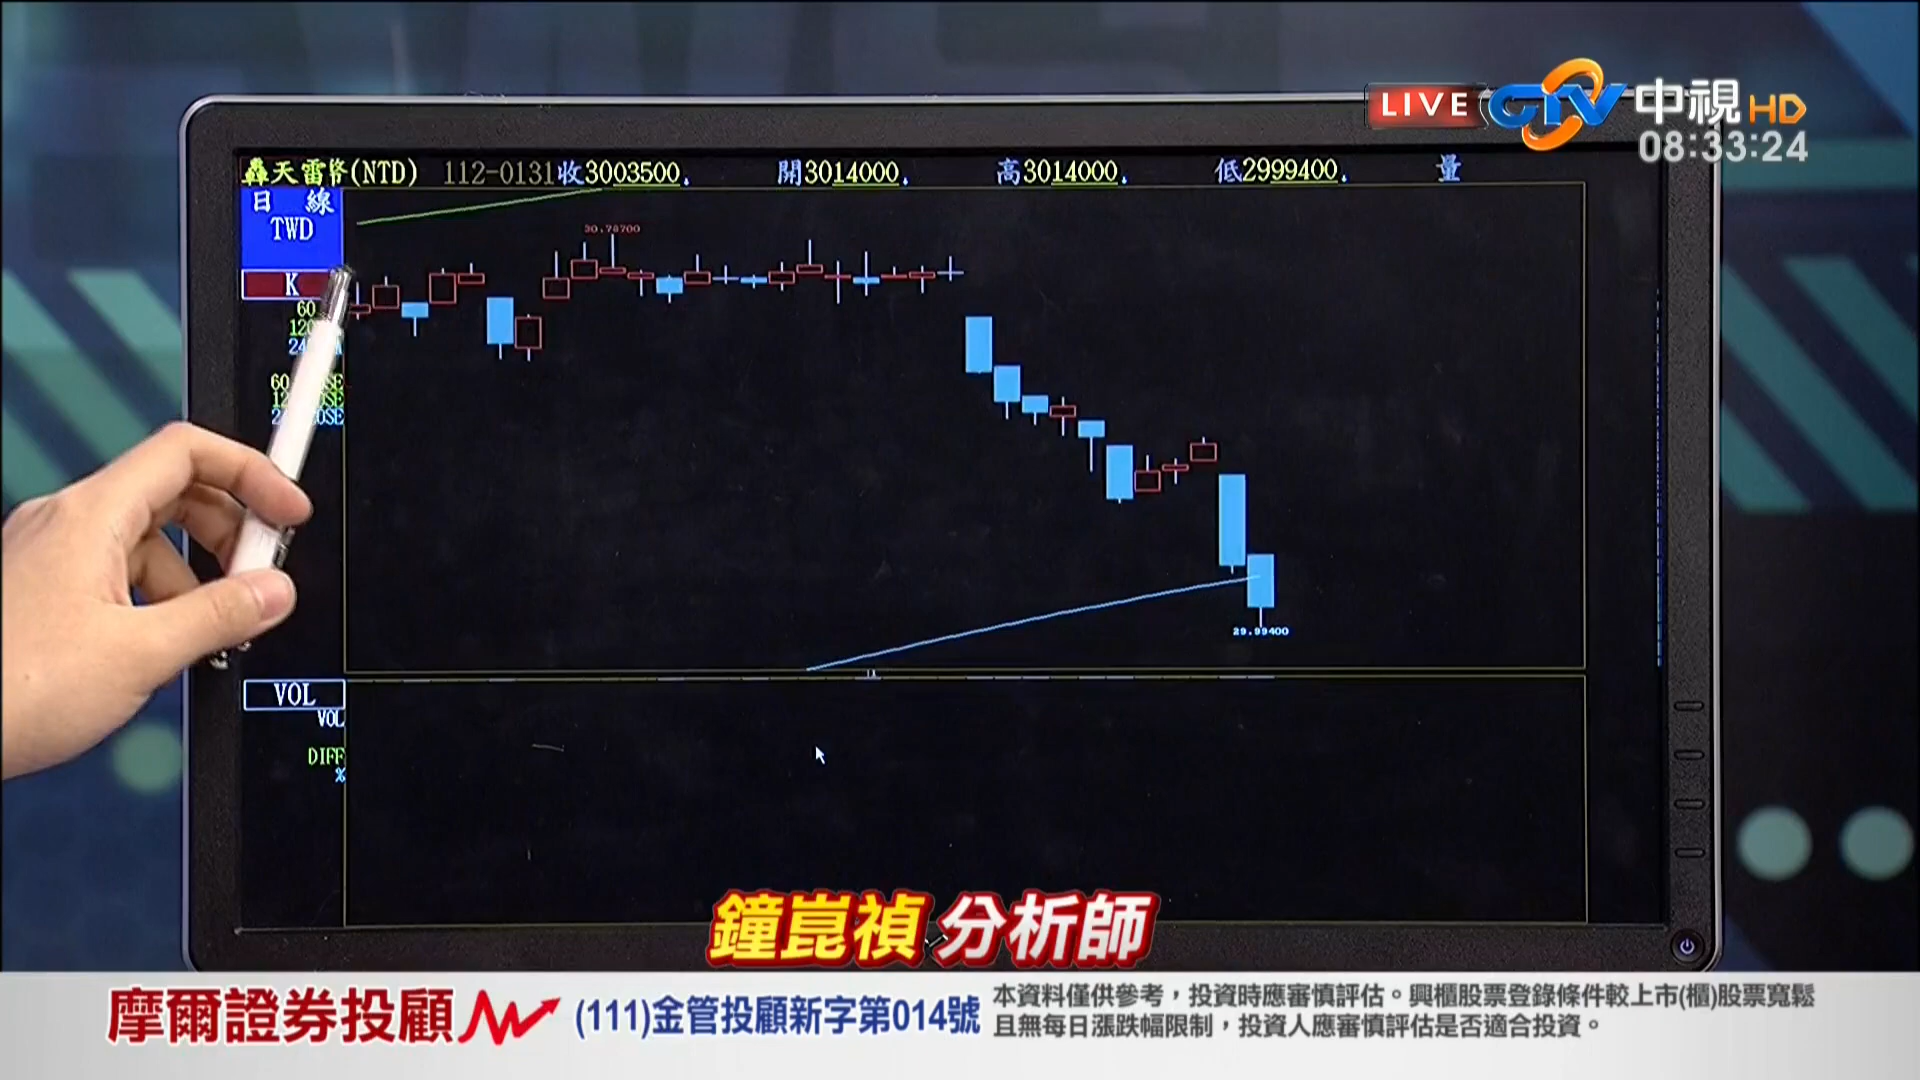 LIVE CTV 中視 HD
08:33:24
轟天雷幣(NTD) 112-0131收3003500. 開3014000. 高3014000. 低2999400. 量
日 線
TWD
K
30.78700
29.99400
VOL
VOL
DIFF
%
鐘崑禎 分析師
摩爾證券投顧 (111)金管投顧新字第014號
本資料僅供參考，投資時應審慎評估。興櫃股票登錄條件較上市(櫃)股票寬鬆
且無每日漲跌幅限制，投資人應審慎評估是否適合投資。